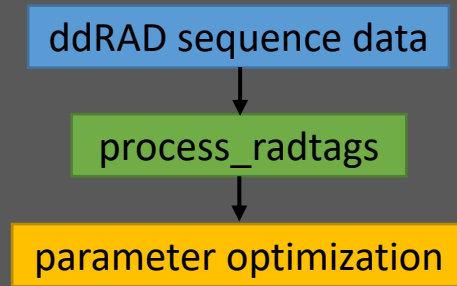 ddRAD sequence data
process_radtags
parameter optimization